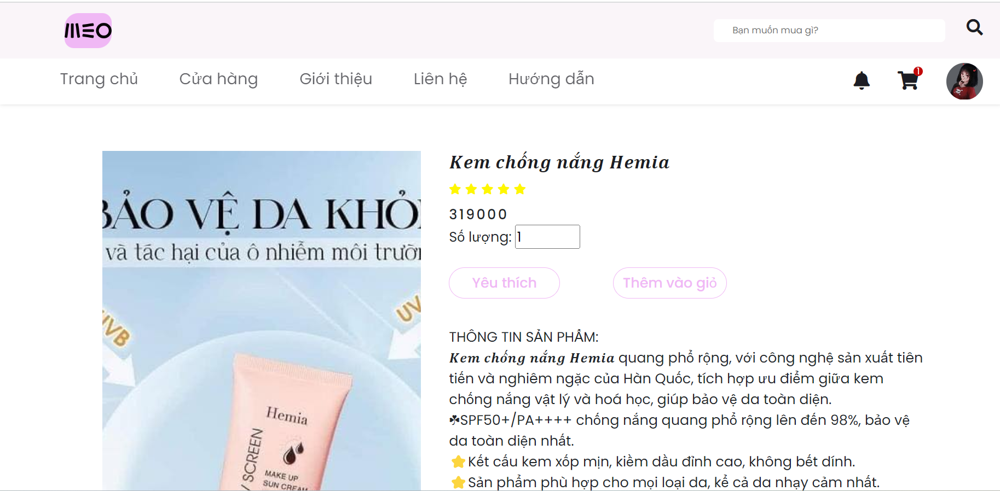 MEO
Bạn muốn mua gì?
Trang chủ
Cửa hàng
Giới thiệu
Liên hệ
Hướng dẫn
1
BẢO VỆ DA KHỎ
và tác hại của ô nhiễm môi trườn
UVB
UV
Hemia
SCREEN
MAKE UP
SUN CREAM
Kem chống nắng Hemia
319000
Số lượng: 1
Yêu thích
Thêm vào giỏ
THÔNG TIN SẢN PHẨM:
Kem chống nắng Hemia quang phổ rộng, với công nghệ sản xuất tiên
tiến và nghiêm ngặc của Hàn Quốc, tích hợp ưu điểm giữa kem
chống nắng vật lý và hoá học, giúp bảo vệ da toàn diện.
☘SPF50+/PA++++ chống nắng quang phổ rộng lên đến 98%, bảo vệ
da toàn diện nhất.
⭐Kết cấu kem xốp mịn, kiềm dầu đỉnh cao, không bết dính.
⭐Sản phẩm phù hợp cho mọi loại da, kể cả da nhạy cảm nhất.